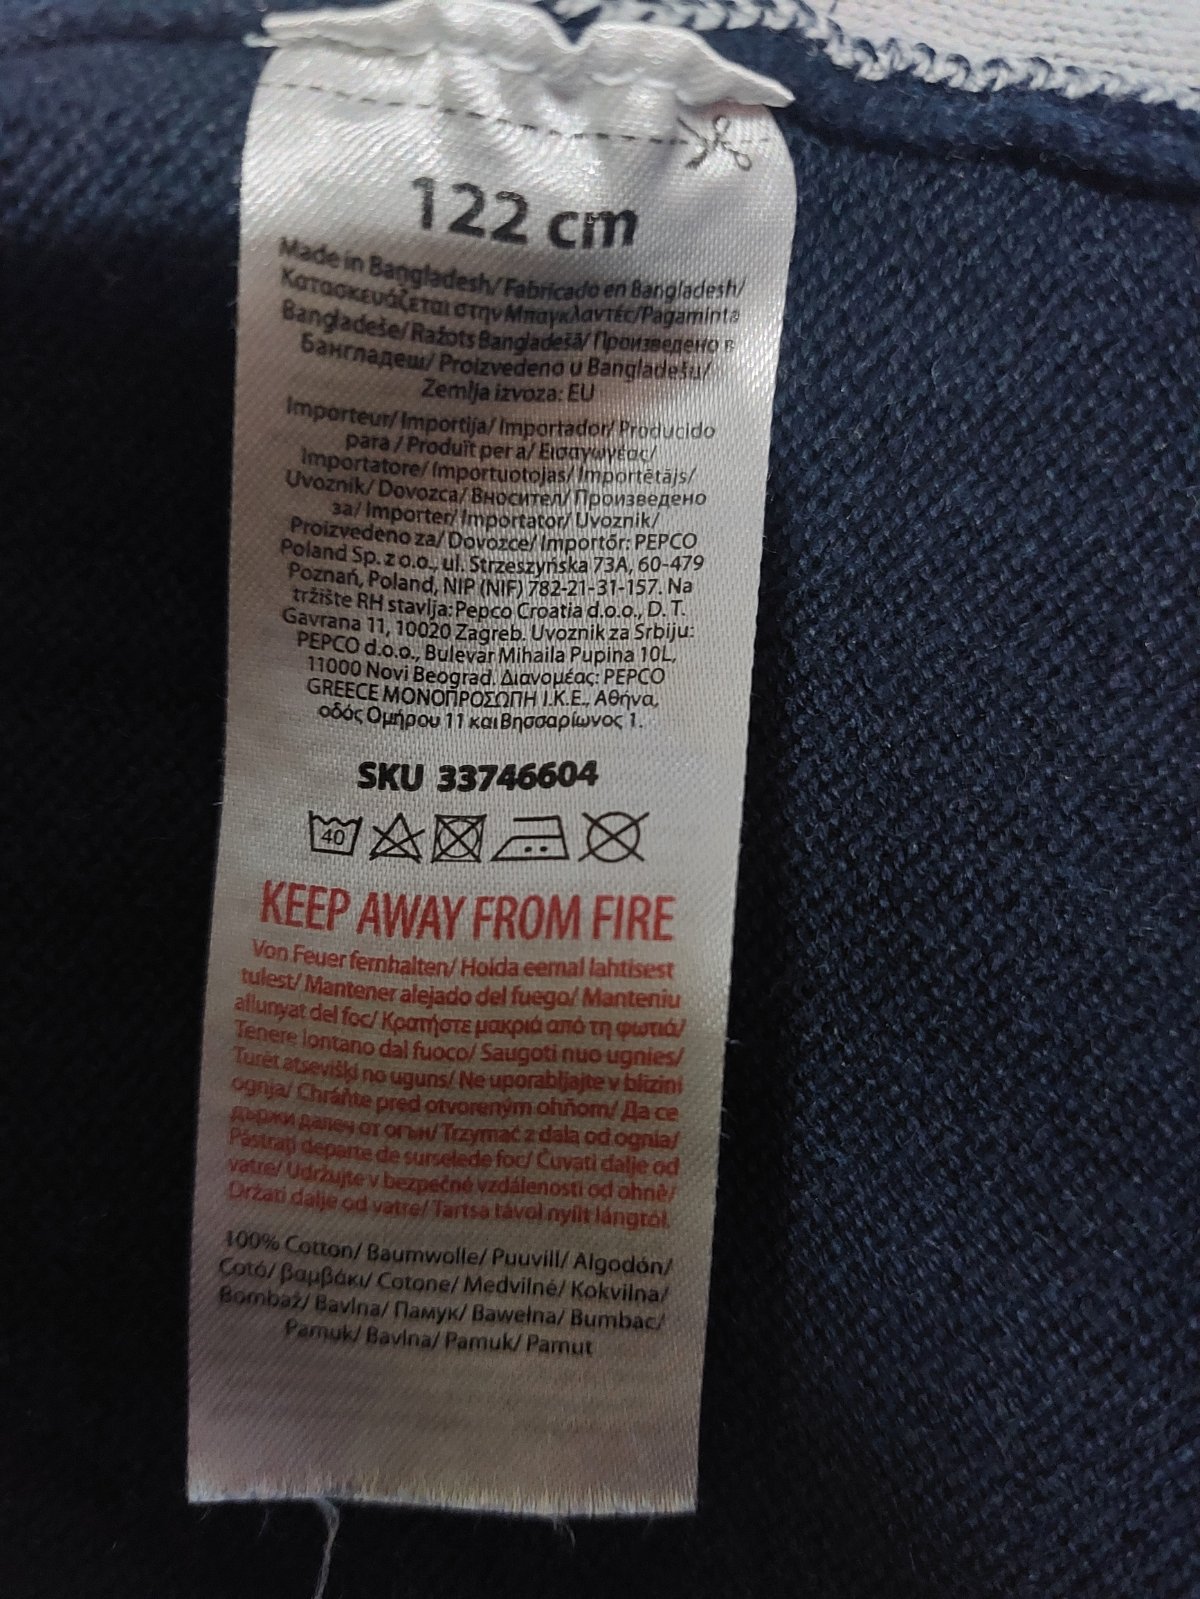 122 cm
Made in Bangladesh/ Fabricado en Bangladesh/
Κατασκευάζεται στην Μπαγκλαντές/Pagaminta
Bangladeše/ Ražots Bangladešā/ Произведено в
Бангладеш/ Proizvedeno u Bangladešu/
Zemlja izvoza: EU
Importeur/ Importija/ Importador/ Producido
para / Produït per a/ Εισαγωγέας/
Importatore/ Importuotojas/ Importētājs/
Uvoznik/ Dovozca/ Вносител/ Произведено
за/ Importer/ Importator/ Uvoznik/
Proizvedeno za/ Dovozce/ Importőr: PEPCO
Poland Sp. z o.o., ul. Strzeszyńska 73A, 60-479
Poznań, Poland, NIP (NIF) 782-21-31-157. Na
tržište RH stavlja: Pepco Croatia d.o.o., D. T.
Gavrana 11, 10020 Zagreb. Uvoznik za Srbiju:
PEPCO d.o.o., Bulevar Mihaila Pupina 10L,
11000 Novi Beograd. Διανομέας: PEPCO
GREECE ΜΟΝΟΠΡΟΣΩΠΗ Ι.Κ.Ε., Αθήνα,
οδός Ομήρου 11 και Βησσαρίωνος 1.
SKU 33746604
40
KEEP AWAY FROM FIRE
Von Feuer fernhalten/ Hoida eemal lahtisest
tulest/ Mantener alejado del fuego/ Manteniu
allunyat del foc/ Κρατήστε μακριά από τη φωτιά/
Tenere lontano dal fuoco/ Saugoti nuo ugnies/
Turēt atsevišķi no uguns/ Ne uporabljajte v bližini
ognja/ Chráňte pred otvoreným ohňom/ Да се
държи далеч от огън/ Trzymać z dala od ognia/
Păstrați departe de surselede foc/ Čuvati dalje od
vatre/ Udržujte v bezpečné vzdálenosti od ohně/
Držati dalje od vatre/ Tartsa távol nyílt lángtól.
100% Cotton/ Baumwolle/ Puuvill/ Algodón/
Cotó/ βαμβάκι/ Cotone/ Medvilnė/ Kokvilna/
Bombaž/ Bavlna/ Памук/ Bawełna/ Bumbac/
Pamuk/ Bavlna/ Pamuk/ Pamut